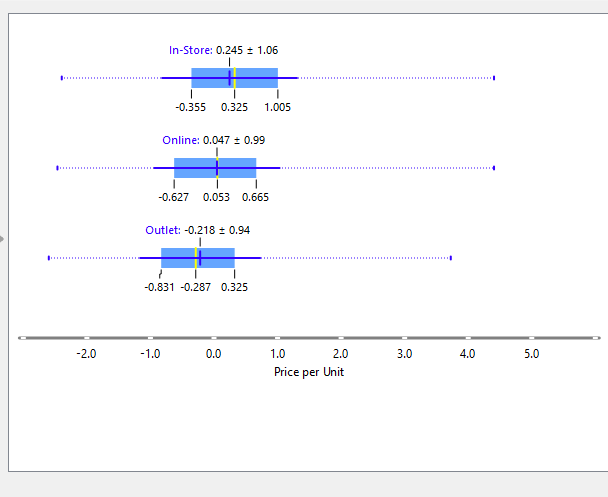 In-Store: 0.245 ± 1.06
-0.355 0.325 1.005
Online: 0.047 ± 0.99
-0.627 0.053 0.665
Outlet: -0.218 ± 0.94
-0.831 -0.287 0.325
-2.0 -1.0 0.0 1.0 2.0 3.0 4.0 5.0
Price per Unit